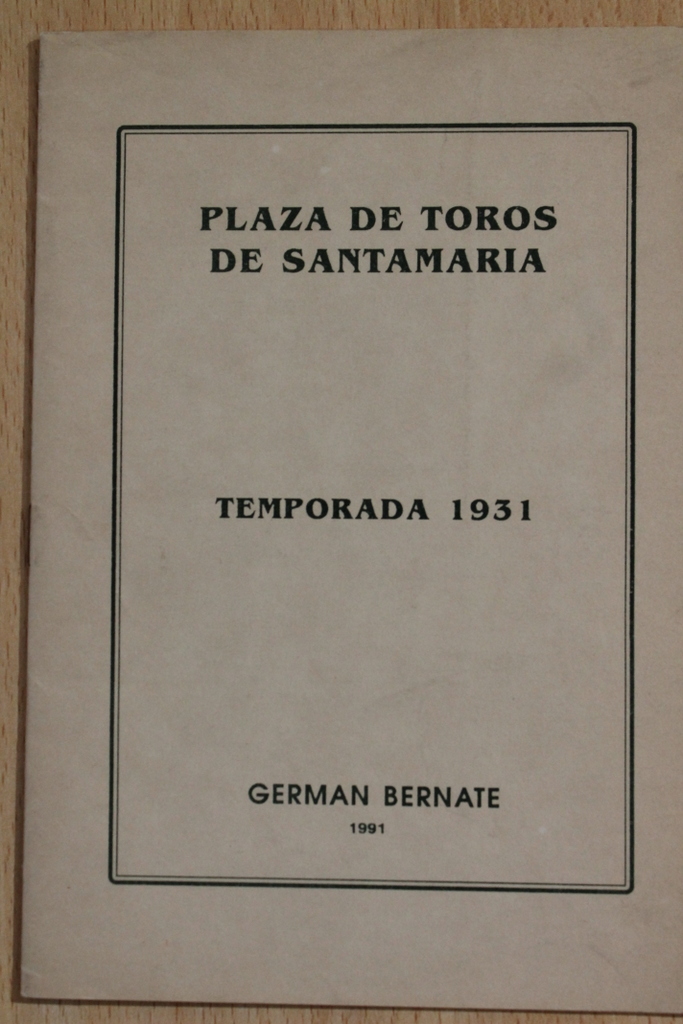 PLAZA DE TOROS
DE SANTAMARIA
TEMPORADA 1931
GERMAN BERNATE
1991